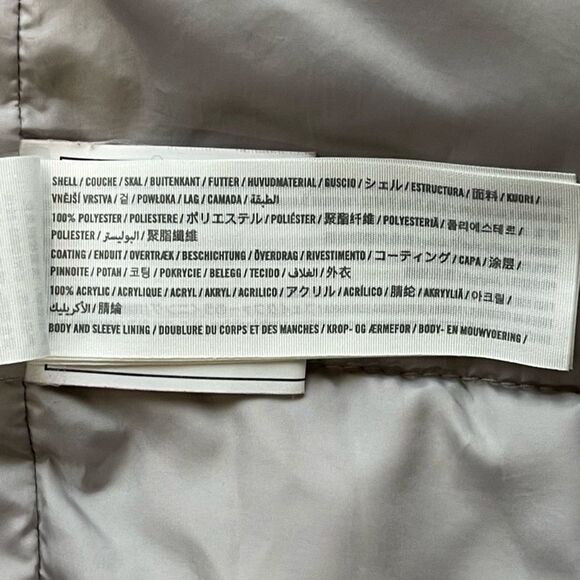 SHELL / COUCHE / SKAL / BUITENKANT / FUTTER / HUVUDMATERIAL / GUSCIO / シェル / ESTRUCTURA / 面料 / KUORI /
VNĚJŠÍ VRSTVA / 겉 / POWŁOKA / LAG / CAMADA / الطبقة /
100% POLYESTER / POLIESTERE / ポリエステル / POLIÉSTER / 聚酯纤维 / POLYESTERIÄ / 폴리에스테르 /
POLIESTER / البوليستر / 聚脂纖維
COATING / ENDUIT / OVERTRÆK / BESCHICHTUNG / ÖVERDRAG / RIVESTIMENTO / コーティング / CAPA / 涂层 /
PINNOITE / POTAH / 코팅 / POKRYCIE / BELEGG / TECIDO / الغلاف / 外衣
100% ACRYLIC / ACRYLIQUE / ACRYL / AKRYL / ACRILICO / アクリル / ACRÍLICO / 腈纶 / AKRYYLIÄ / 아크릴 /
الأكريليك / 腈綸
BODY AND SLEEVE LINING / DOUBLURE DU CORPS ET DES MANCHES / KROP- OG ÆRMEFOR / BODY- EN MOUWVOERING /